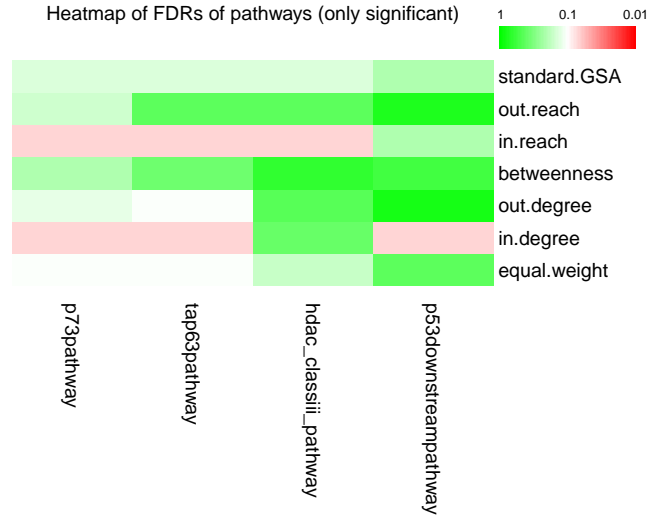 Heatmap of FDRs of pathways (only significant)
1 0.1 0.01
standard.GSA
out.reach
in.reach
betweenness
out.degree
in.degree
equal.weight
p73pathway
tap63pathway
hdac_classiii_pathway
p53downstreampathway